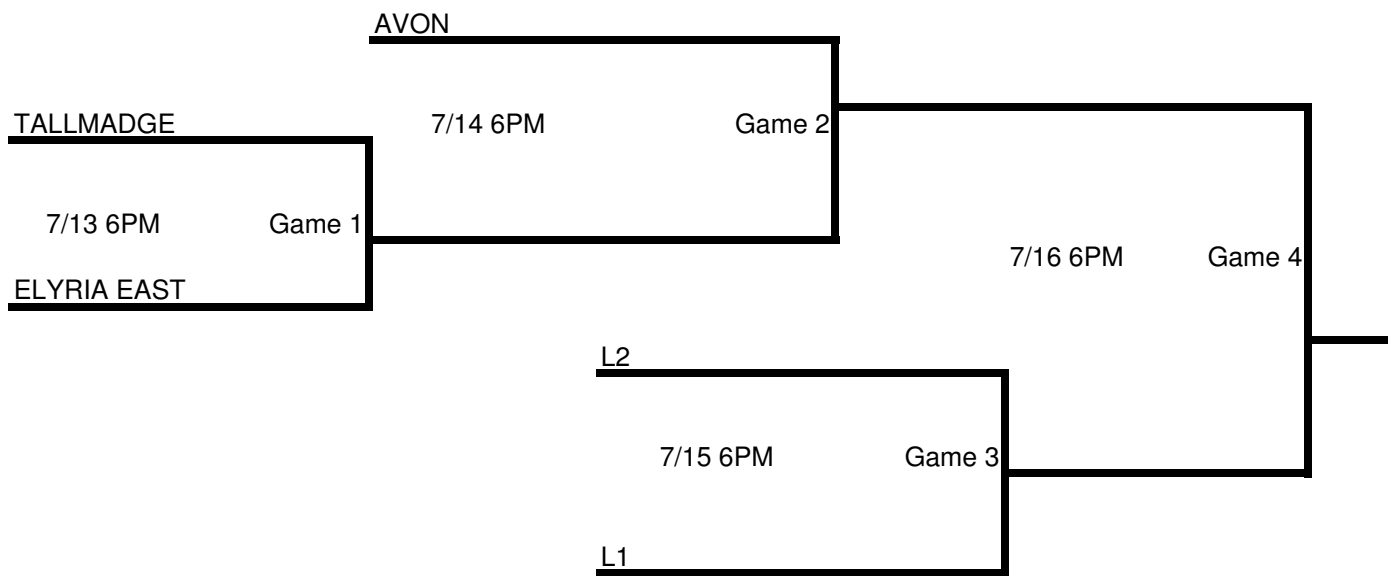 AVON
TALLMADGE
7/14 6PM
Game 2
7/13 6PM
Game 1
7/16 6PM
Game 4
ELYRIA EAST
L2
7/15 6PM
Game 3
L1